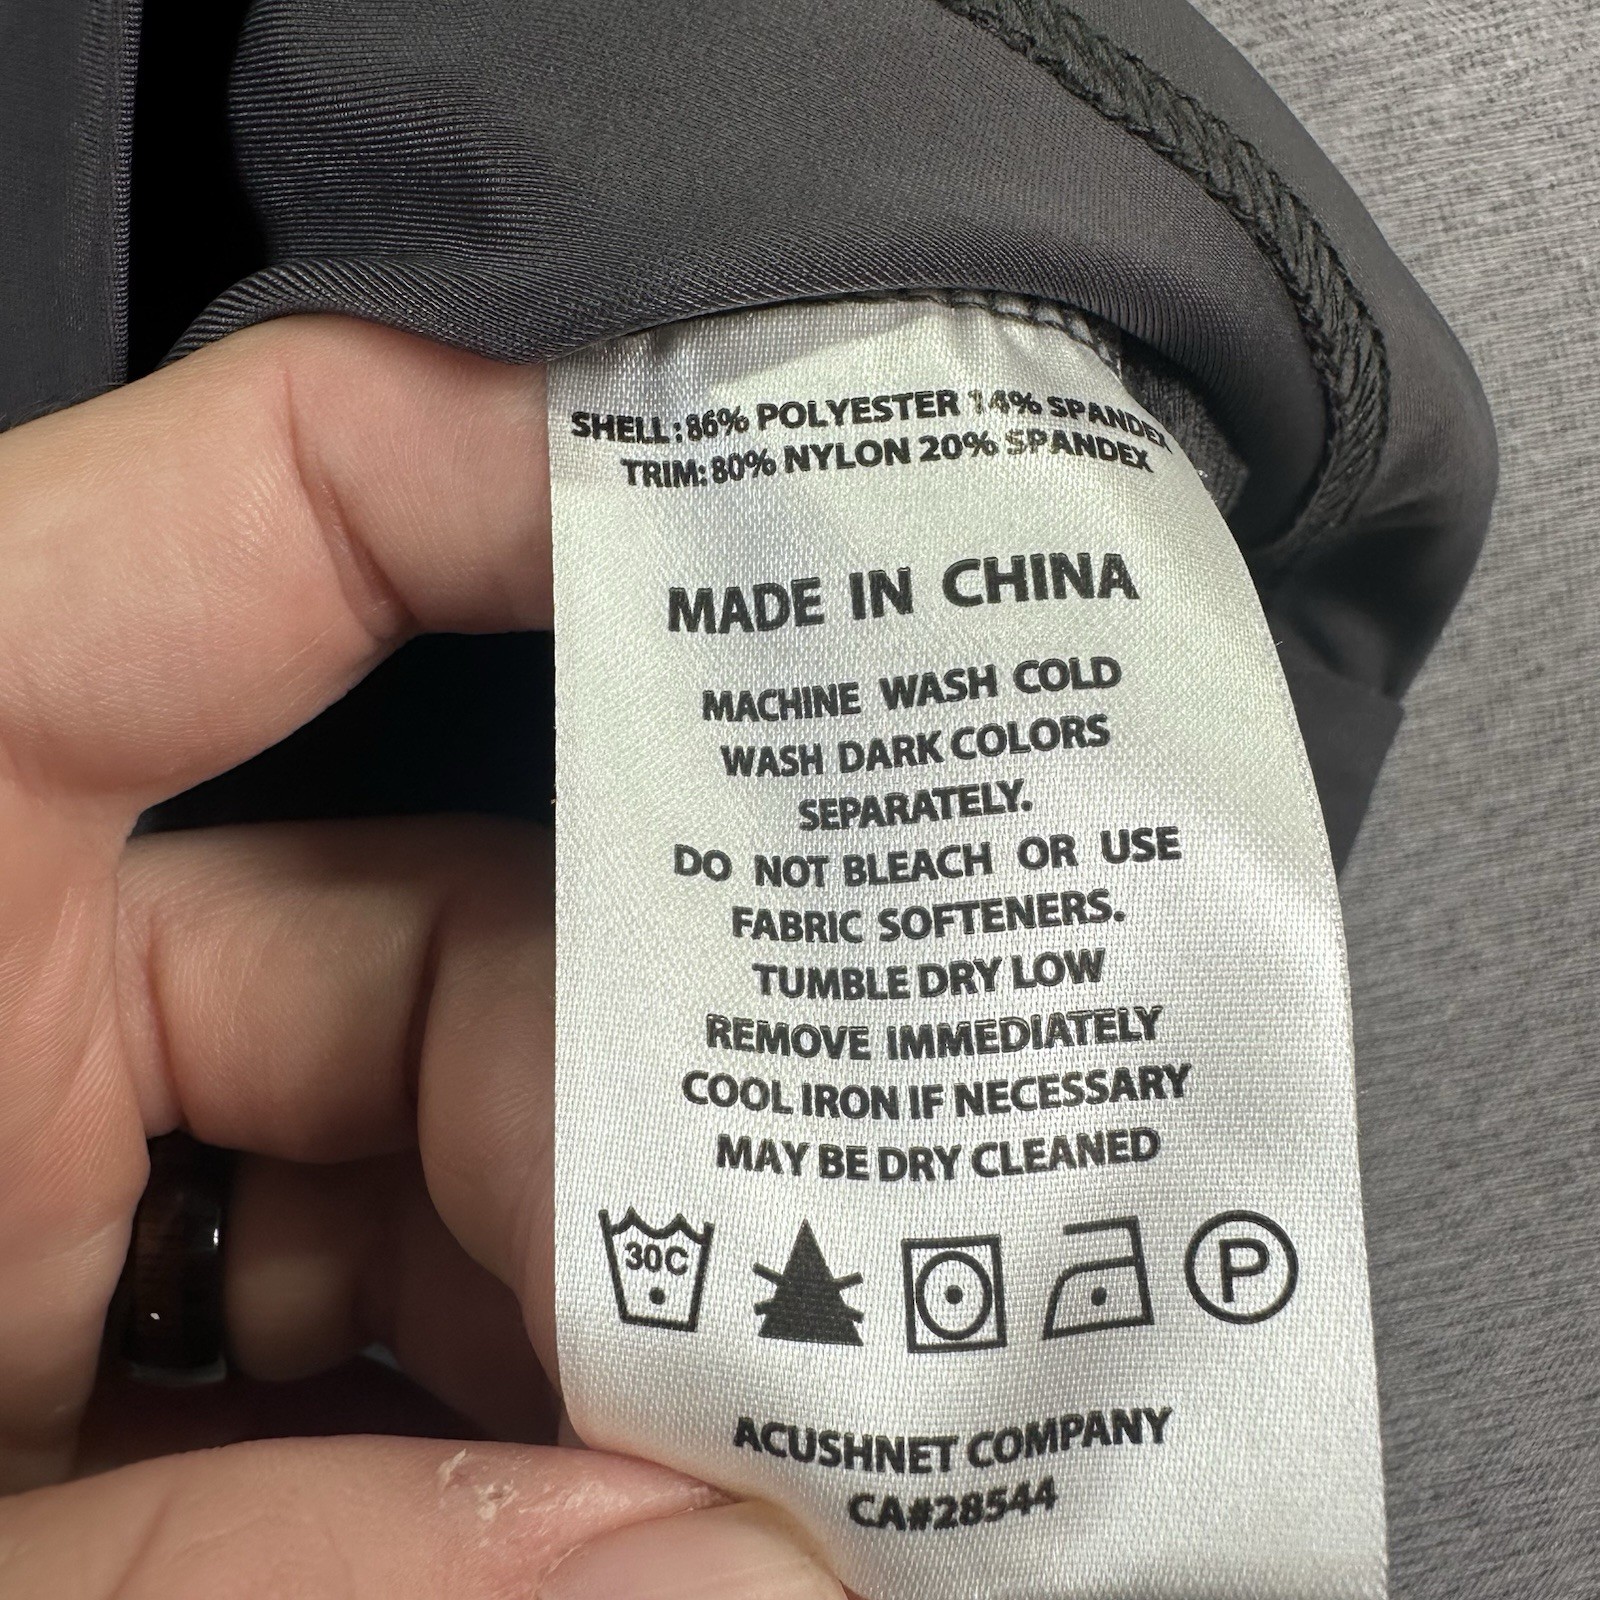 SHELL: 86% POLYESTER 14% SPANDEX
TRIM: 80% NYLON 20% SPANDEX
MADE IN CHINA
MACHINE WASH COLD
WASH DARK COLORS
SEPARATELY.
DO NOT BLEACH OR USE
FABRIC SOFTENERS.
TUMBLE DRY LOW
REMOVE IMMEDIATELY
COOL IRON IF NECESSARY
MAY BE DRY CLEANED
30C P
ACUSHNET COMPANY
CA#28544